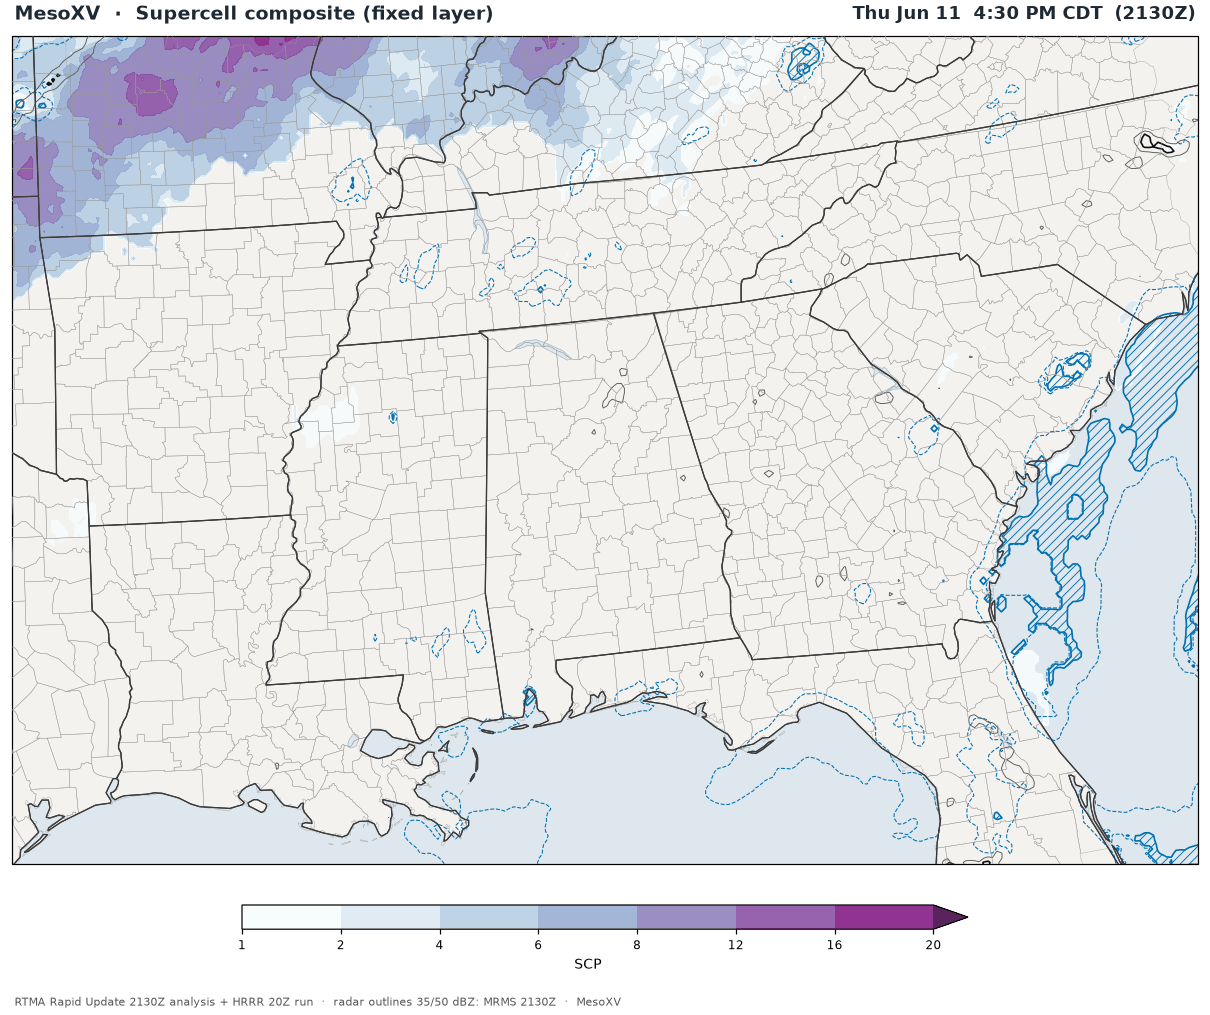 MesoXV · Supercell composite (fixed layer)
Thu Jun 11 4:30 PM CDT (2130Z)
1 2 4 6 8 12 16 20
SCP
RTMA Rapid Update 2130Z analysis + HRRR 20Z run · radar outlines 35/50 dBZ: MRMS 2130Z · MesoXV